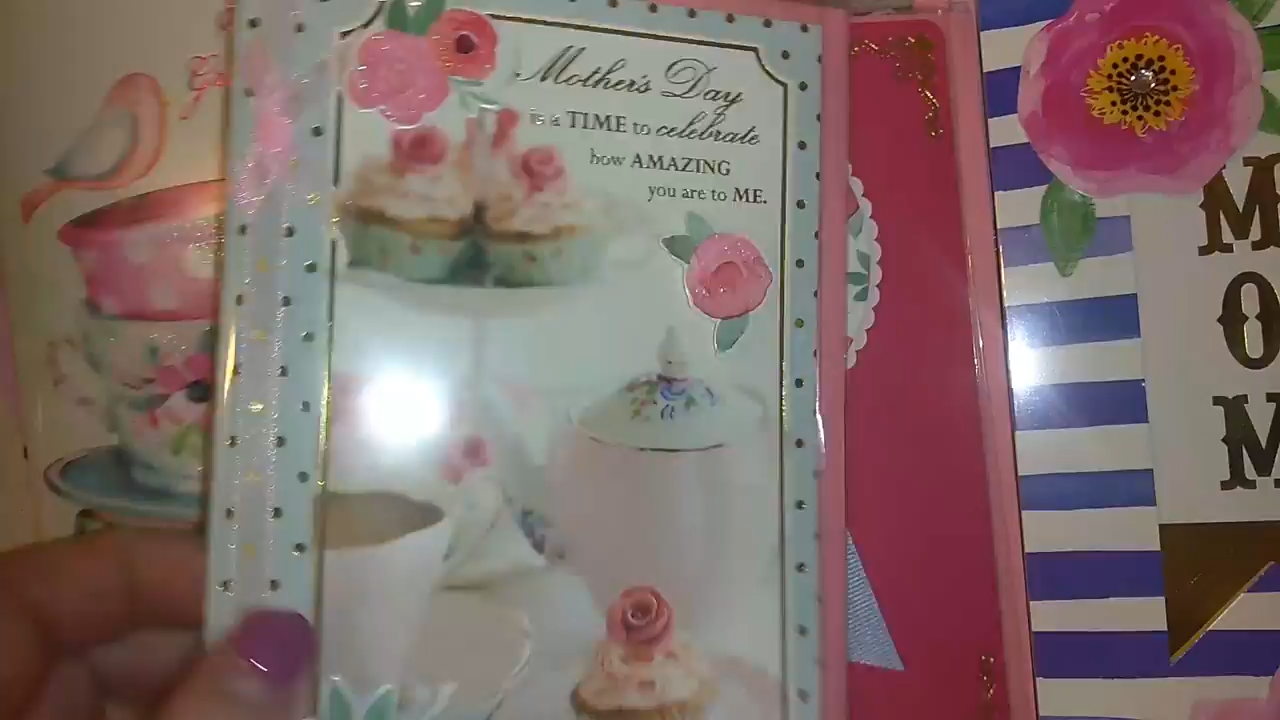 Mother's Day
is a TIME to celebrate
how AMAZING
you are to ME.
M
O
M